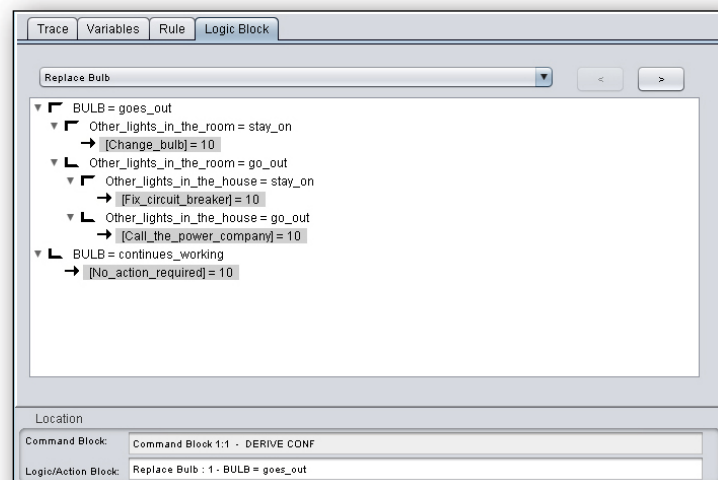 Trace Variables Rule Logic Block
Replace Bulb < >
BULB = goes_out
Other_lights_in_the_room = stay_on
[Change_bulb] = 10
Other_lights_in_the_room = go_out
Other_lights_in_the_house = stay_on
[Fix_circuit_breaker] = 10
Other_lights_in_the_house = go_out
[Call_the_power_company] = 10
BULB = continues_working
[No_action_required] = 10
Location
Command Block: Command Block 1:1 - DERIVE CONF
Logic/Action Block: Replace Bulb : 1 - BULB = goes_out